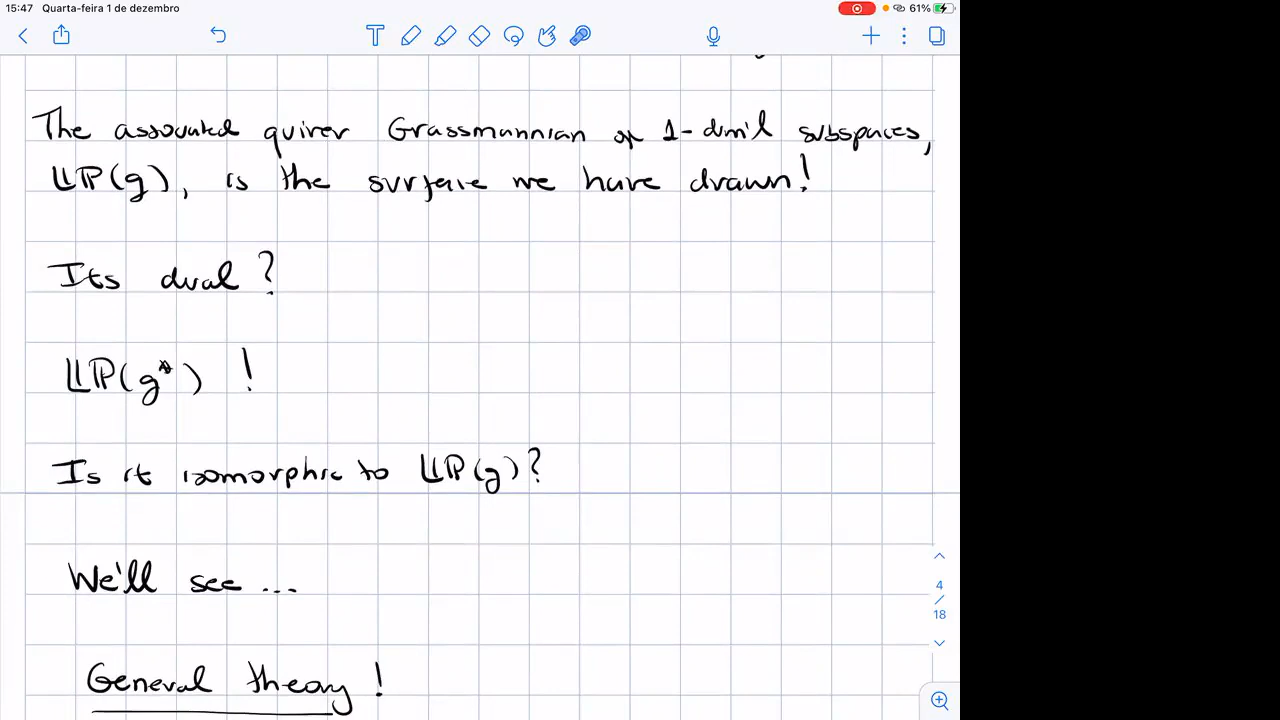 15:47 Quarta-feira 1 de dezembro 61%
The associated quiver Grassmannian of 1-dim'l subspaces,
𝕃ℙ(g), is the surface we have drawn!
Its dual?
𝕃ℙ(g*) !
Is it isomorphic to 𝕃ℙ(g)?
We'll see ...
4
/
18
General theory!